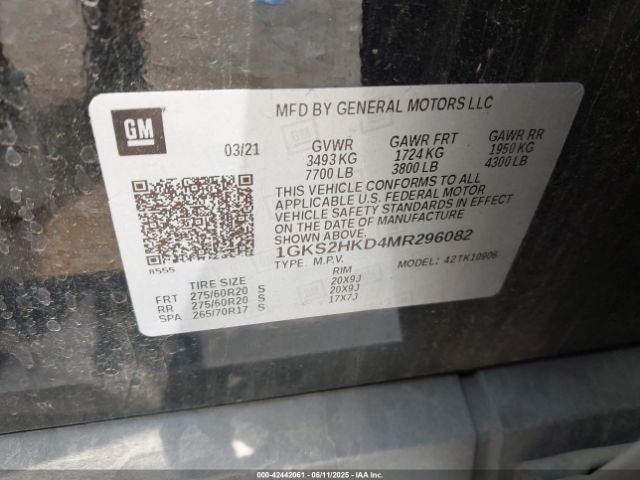 GM
MFD BY GENERAL MOTORS LLC
03/21 GVWR GAWR FRT GAWR RR
3493 KG 1724 KG 1950 KG
7700 LB 3800 LB 4300 LB
THIS VEHICLE CONFORMS TO ALL
APPLICABLE U.S. FEDERAL MOTOR
VEHICLE SAFETY STANDARDS IN EFFECT
ON THE DATE OF MANUFACTURE SHOWN ABOVE.
1GKS2HKD4MR296082
8555
TYPE: M.P.V. MODEL: 42TK10906
TIRE SIZE RIM
FRT 275/60R20 S 20X9J
RR 275/60R20 S 20X9J
SPA 265/70R17 S 17X7J
000-42442061 - 06/11/2025 - IAAI.COM